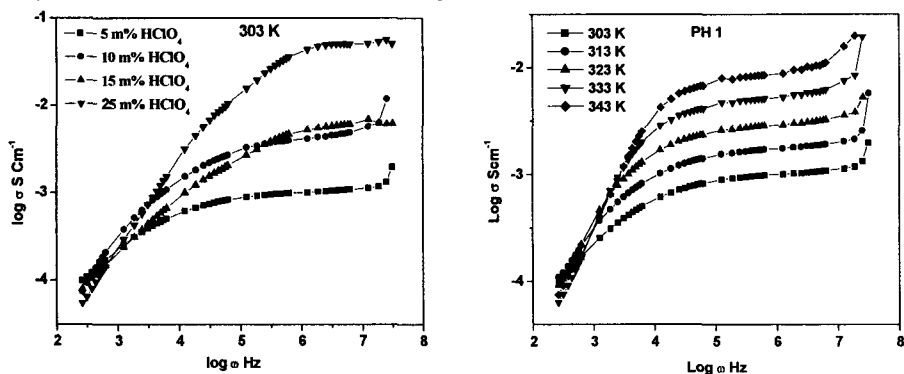 -1
-2
-3
-4
303 K
5 m% HClO₄
10 m% HClO₄
15 m% HClO₄
25 m% HClO₄
log σ S Cm⁻¹
2 3 4 5 6 7 8
log ω Hz
-2
-3
-4
PH 1
303 K
313 K
323 K
333 K
343 K
Log σ Scm⁻¹
2 3 4 5 6 7 8
Log ω Hz